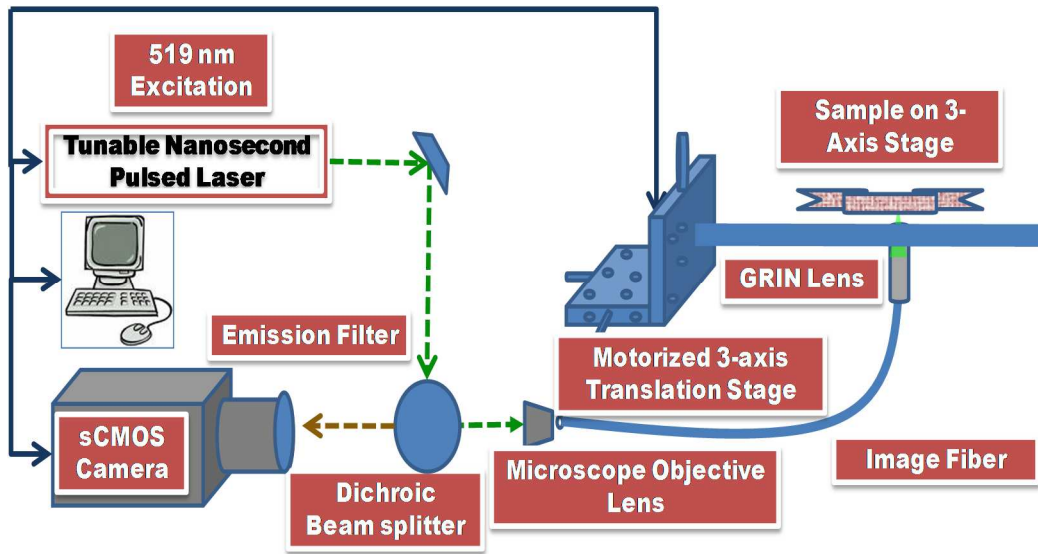 519 nm
Excitation
Tunable Nanosecond
Pulsed Laser
Sample on 3-
Axis Stage
GRIN Lens
Emission Filter
Motorized 3-axis
Translation Stage
sCMOS
Camera
Dichroic
Beam splitter
Microscope Objective
Lens
Image Fiber